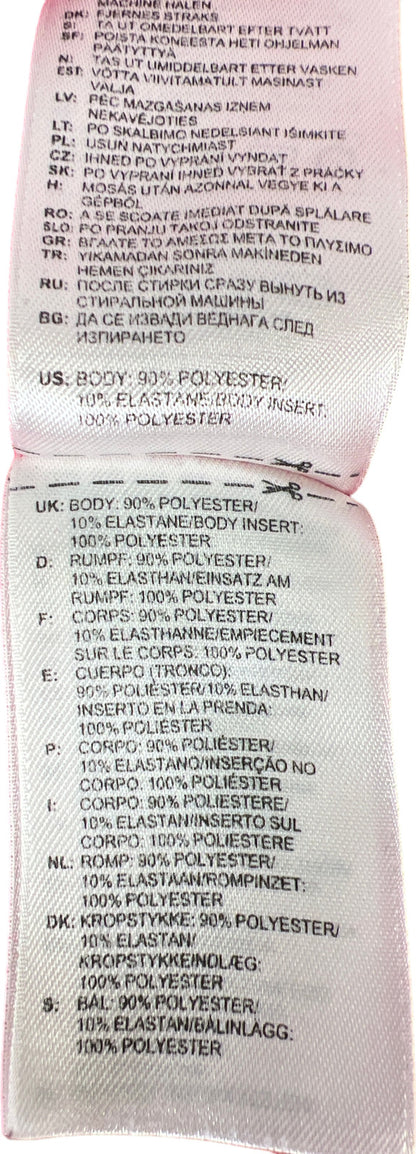 MACHINE HALEN
DK: FJERNES STRAKS
S: TA UT OMEDELBART EFTER TVÄTT
SF: POISTA KONEESTA HETI OHJELMAN
PÄÄTYTTYÄ
N: TAS UT UMIDDELBART ETTER VASKEN
EST: VÕTTA VIIVITAMATULT MASINAST
VÄLJA
LV: PĒC MAZGĀŠANAS IZŅEM
NEKAVĒJOTIES
LT: PO SKALBIMO NEDELSIANT IŠIMKITE
PL: USUŃ NATYCHMIAST
CZ: IHNED PO VYPRANÍ VYNDAT
SK: PO VYPRANÍ IHNEĎ VYBRAŤ Z PRÁČKY
H: MOSÁS UTÁN AZONNAL VEGYE KI A
GÉPBŐL
RO: A SE SCOATE IMEDIAT DUPĂ SPĂLARE
SLO: PO PRANJU TAKOJ ODSTRANITE
GR: ΒΓΑΛΤΕ ΤΟ ΑΜΕΣΩΣ ΜΕΤΑ ΤΟ ΠΛΥΣΙΜΟ
TR: YIKAMADAN SONRA MAKİNEDEN
HEMEN ÇIKARINIZ
RU: ПОСЛЕ СТИРКИ СРАЗУ ВЫНУТЬ ИЗ
СТИРАЛЬНОЙ МАШИНЫ
BG: ДА СЕ ИЗВАДИ ВЕДНАГА СЛЕД
ИЗПИРАНЕТО
US: BODY: 90% POLYESTER/
10% ELASTANE/BODY INSERT:
100% POLYESTER
UK: BODY: 90% POLYESTER/
10% ELASTANE/BODY INSERT:
100% POLYESTER
D: RUMPF: 90% POLYESTER/
10% ELASTHAN/EINSATZ AM
RUMPF: 100% POLYESTER
F: CORPS: 90% POLYESTER/
10% ELASTHANNE/EMPIECEMENT
SUR LE CORPS: 100% POLYESTER
E: CUERPO (TRONCO):
90% POLIÉSTER/10% ELASTHAN/
INSERTO EN LA PRENDA:
100% POLIÉSTER
P: CORPO: 90% POLIÉSTER/
10% ELASTANO/INSERÇÃO NO
CORPO: 100% POLIÉSTER
I: CORPO: 90% POLIESTERE/
10% ELASTAN/INSERTO SUL
CORPO: 100% POLIESTERE
NL: ROMP: 90% POLYESTER/
10% ELASTAAN/ROMPINZET:
100% POLYESTER
DK: KROPSTYKKE: 90% POLYESTER/
10% ELASTAN/
KROPSTYKKEINDLÆG:
100% POLYESTER
S: BÅL: 90% POLYESTER/
10% ELASTAN/BÅLINLÄGG:
100% POLYESTER